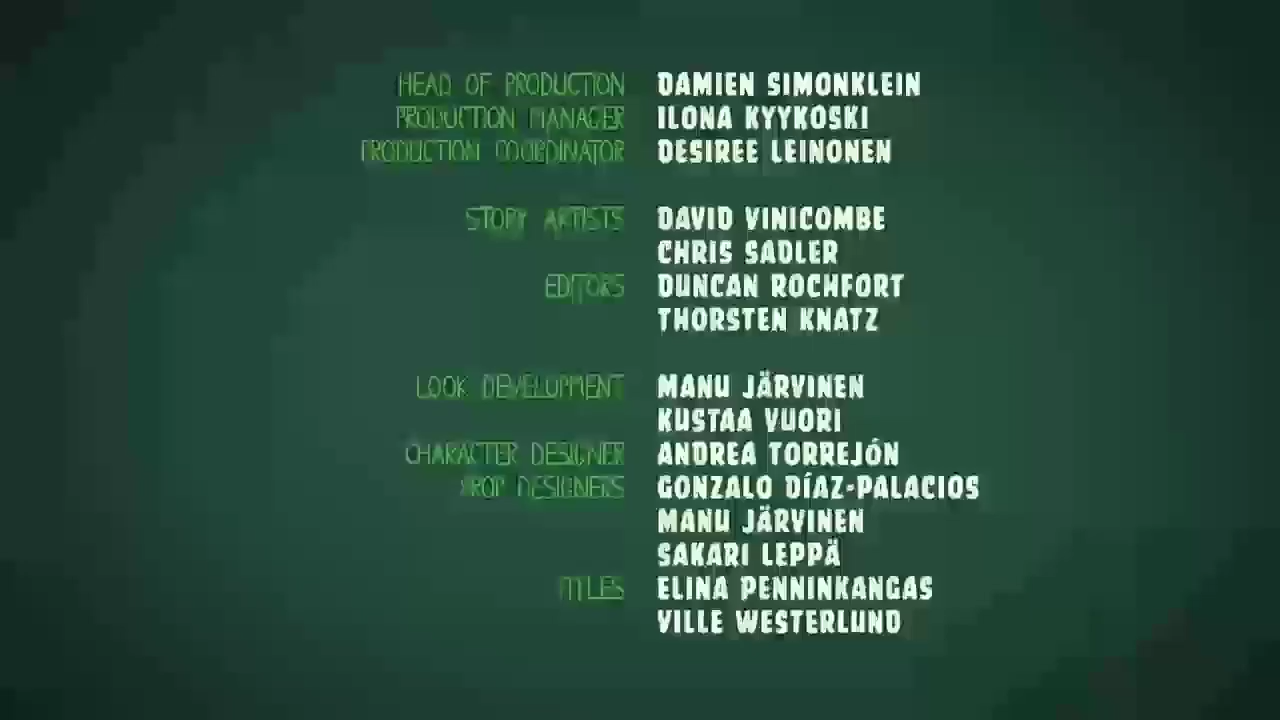 HEAD OF PRODUCTION DAMIEN SIMONKLEIN
PRODUCTION MANAGER ILONA KYYKOSKI
PRODUCTION COORDINATOR DESIREE LEINONEN
STORY ARTISTS DAVID VINICOMBE
CHRIS SADLER
EDITORS DUNCAN ROCHFORT
THORSTEN KNATZ
LOOK DEVELOPMENT MANU JÄRVINEN
KUSTAA VUORI
CHARACTER DESIGNER ANDREA TORREJÓN
PROP DESIGNERS GONZALO DÍAZ-PALACIOS
MANU JÄRVINEN
SAKARI LEPPÄ
TITLES ELINA PENNINKANGAS
VILLE WESTERLUND